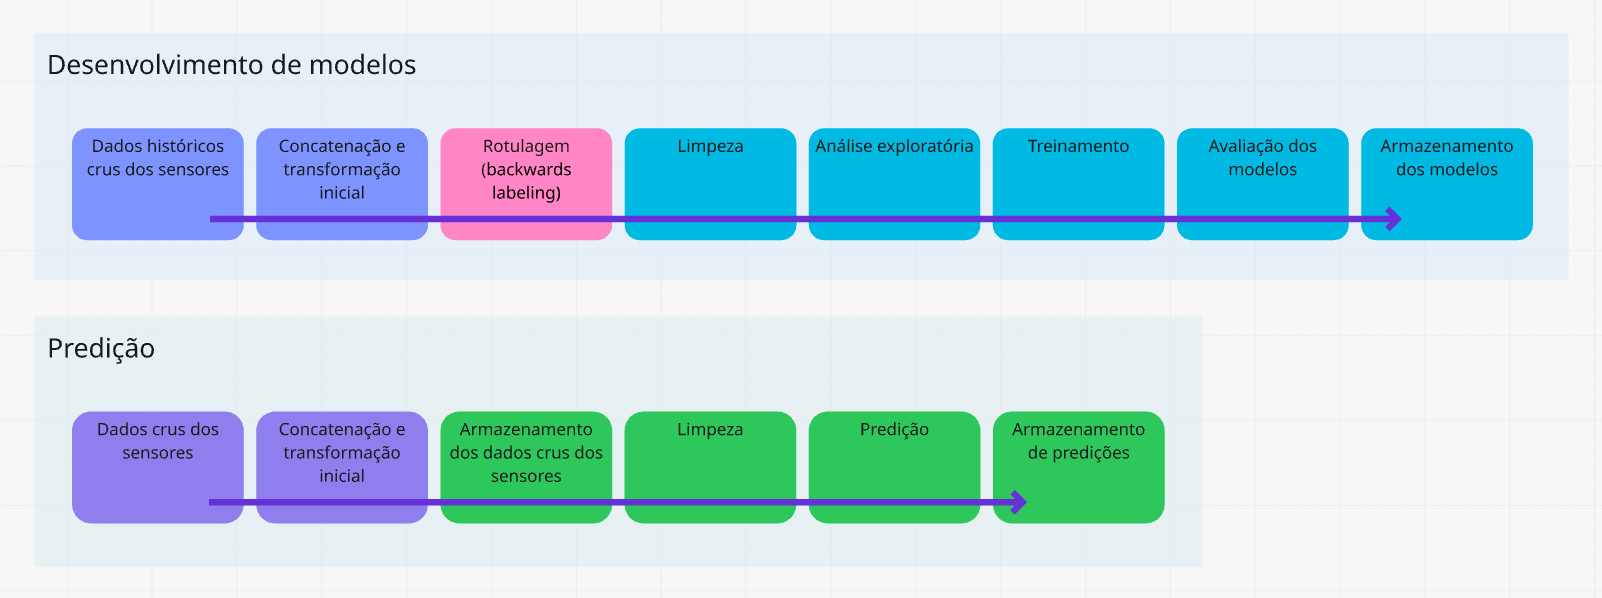 Desenvolvimento de modelos
Dados históricos
crus dos sensores
Concatenação e
transformação
inicial
Rotulagem
(backwards
labeling)
Limpeza
Análise exploratória
Treinamento
Avaliação dos
modelos
Armazenamento
dos modelos
Predição
Dados crus dos
sensores
Concatenação e
transformação
inicial
Armazenamento
dos dados crus dos
sensores
Limpeza
Predição
Armazenamento
de predições